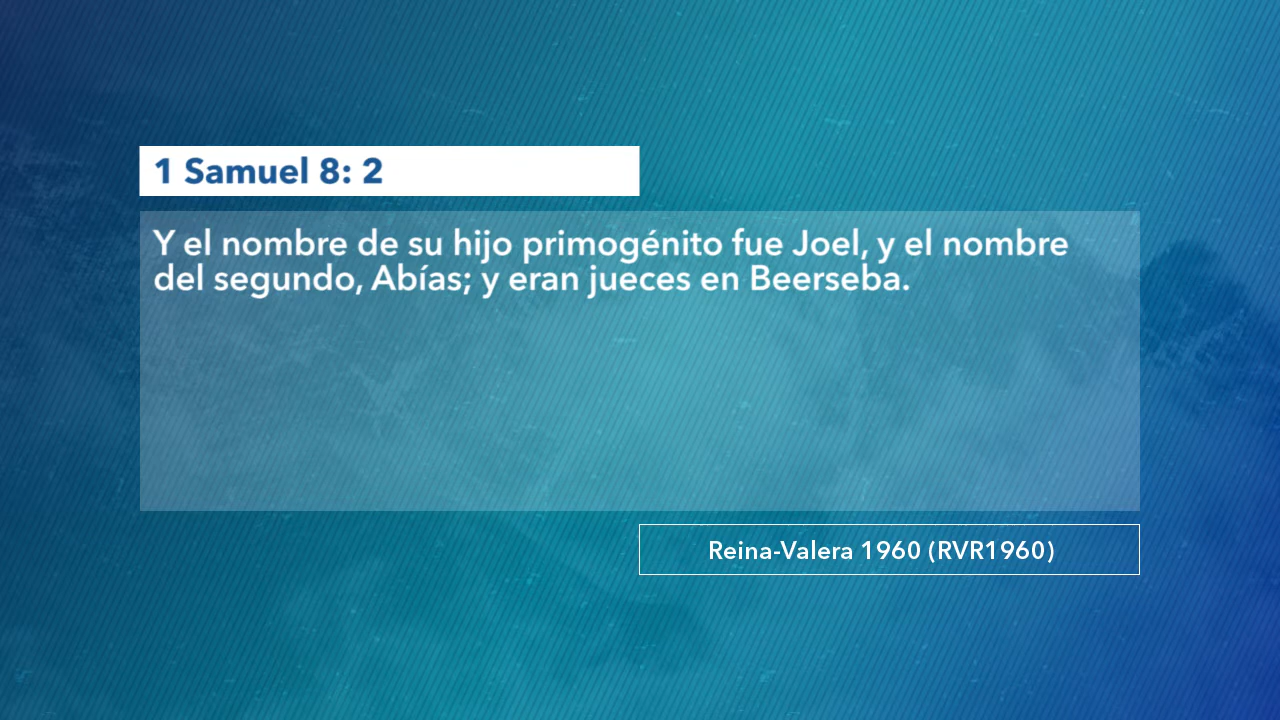 1 Samuel 8: 2
Y el nombre de su hijo primogénito fue Joel, y el nombre
del segundo, Abías; y eran jueces en Beerseba.
Reina-Valera 1960 (RVR1960)